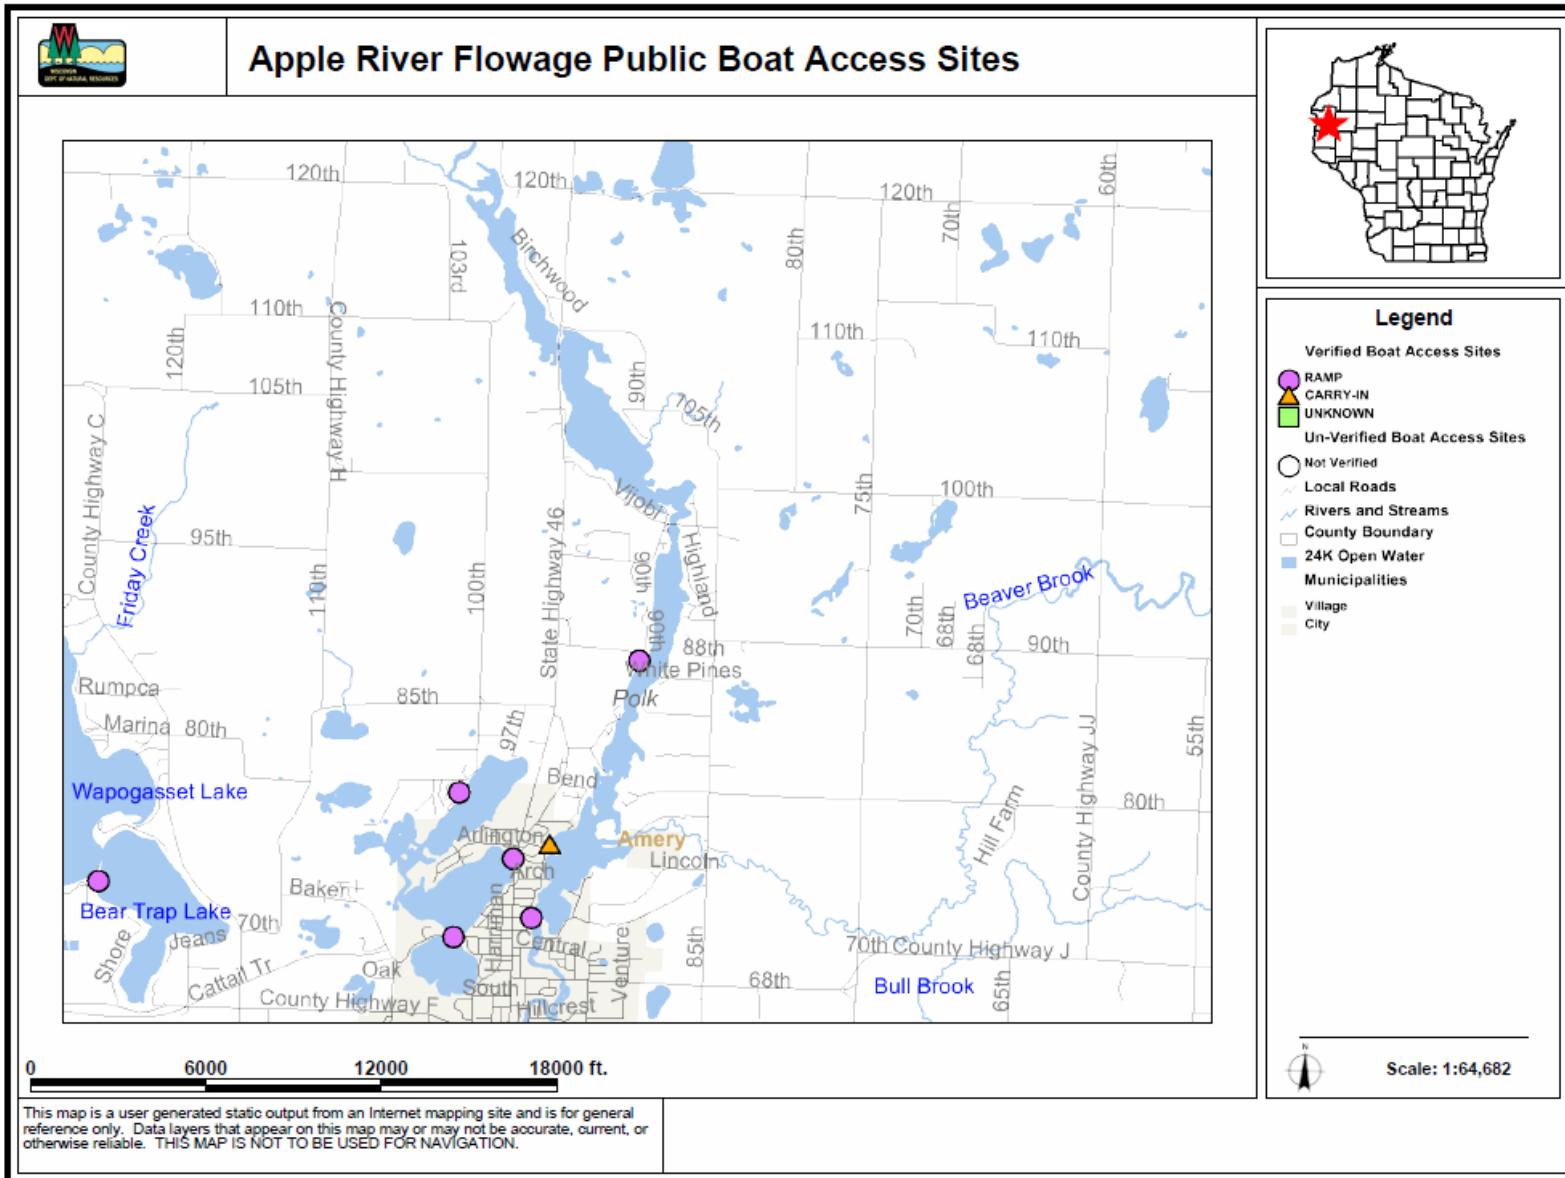 WISCONSIN
DEPT. OF NATURAL RESOURCES
Apple River Flowage Public Boat Access Sites
120th
120th
120th
60th
70th
80th
Birchwood
103rd
110th
County Highway H
120th
110th
110th
105th
90th
105th
County Highway C
Vijobi
100th
75th
State Highway 46
95th
Friday Creek
Highland
90th
110th
100th
Beaver Brook
70th
68th
68th
90th
90th
88th
White Pines
Rumpca
Polk
85th
Marina
80th
97th
55th
County Highway JJ
Bend
Wapogasset Lake
80th
Hill Farm
Arlington
Amery
Lincoln
Arch
Baker
Bear Trap Lake
70th
Harriman
Shore
Jeans
Central
Venture
85th
70th
County Highway J
Cattail Tr
Oak
South
68th
Bull Brook
65th
County Highway F
Hillcrest
Legend
Verified Boat Access Sites
RAMP
CARRY-IN
UNKNOWN
Un-Verified Boat Access Sites
Not Verified
Local Roads
Rivers and Streams
County Boundary
24K Open Water
Municipalities
Village
City
N
Scale: 1:64,682
0 6000 12000 18000 ft.
This map is a user generated static output from an Internet mapping site and is for general
reference only. Data layers that appear on this map may or may not be accurate, current, or
otherwise reliable. THIS MAP IS NOT TO BE USED FOR NAVIGATION.